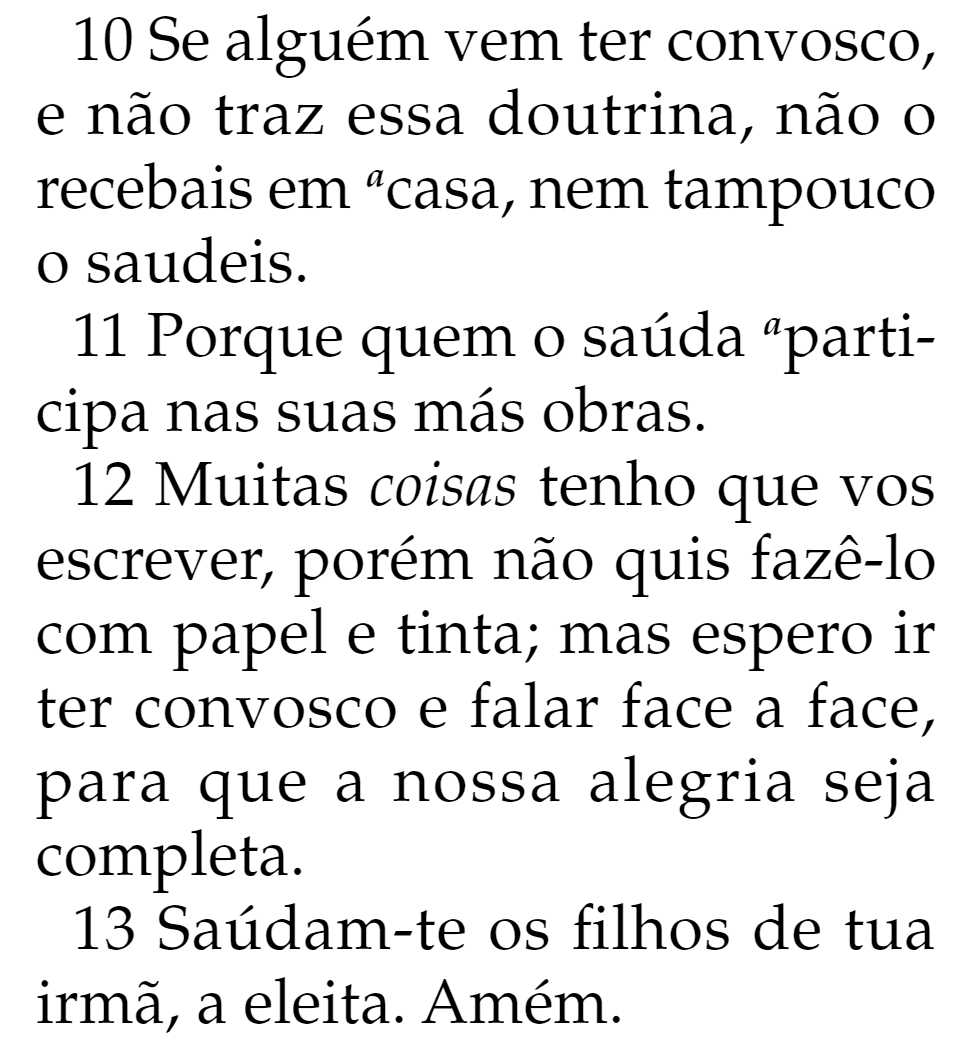 10 Se alguém vem ter convosco,
e não traz essa doutrina, não o
recebais em ᵃcasa, nem tampouco
o saudeis.
11 Porque quem o saúda ᵃparti-
cipa nas suas más obras.
12 Muitas coisas tenho que vos
escrever, porém não quis fazê-lo
com papel e tinta; mas espero ir
ter convosco e falar face a face,
para que a nossa alegria seja
completa.
13 Saúdam-te os filhos de tua
irmã, a eleita. Amém.